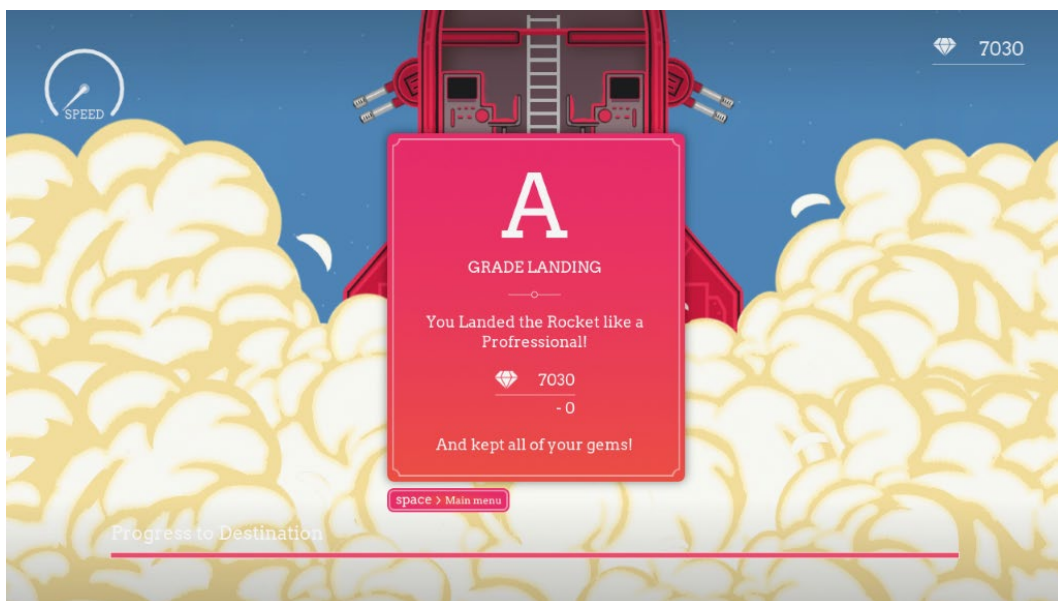 SPEED
7030
A
GRADE LANDING
You Landed the Rocket like a
Profressional!
7030
- 0
And kept all of your gems!
space > Main menu
Progress to Destination